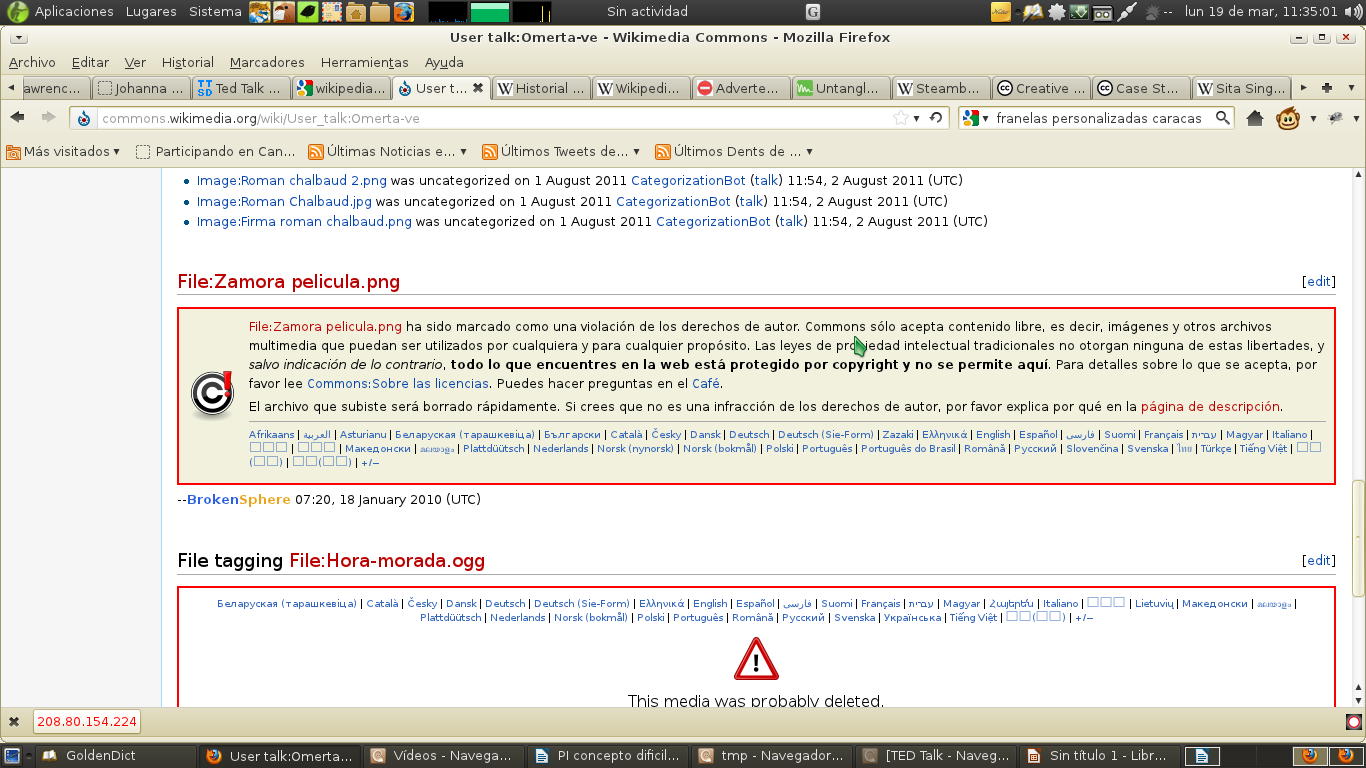 Aplicaciones Lugares Sistema Sin actividad lun 19 de mar, 11:35:01
User talk:Omerta-ve - Wikimedia Commons - Mozilla Firefox
Archivo Editar Ver Historial Marcadores Herramientas Ayuda
awrenc... Johanna ... Ted Talk ... wikipedia... User t... Historial ... Wikipedi... Adverte... Untangl... Steamb... Creative ... Case St... Sita Sing...
commons.wikimedia.org/wiki/User_talk:Omerta-ve franelas personalizadas caracas
Más visitados Participando en Can... Últimas Noticias e... Últimos Tweets de... Últimos Dents de ...
Image:Roman chalbaud 2.png was uncategorized on 1 August 2011 CategorizationBot (talk) 11:54, 2 August 2011 (UTC)
Image:Roman Chalbaud.jpg was uncategorized on 1 August 2011 CategorizationBot (talk) 11:54, 2 August 2011 (UTC)
Image:Firma roman chalbaud.png was uncategorized on 1 August 2011 CategorizationBot (talk) 11:54, 2 August 2011 (UTC)
File:Zamora pelicula.png [edit]
File:Zamora pelicula.png ha sido marcado como una violación de los derechos de autor. Commons sólo acepta contenido libre, es decir, imágenes y otros archivos
multimedia que puedan ser utilizados por cualquiera y para cualquier propósito. Las leyes de propiedad intelectual tradicionales no otorgan ninguna de estas libertades, y
salvo indicación de lo contrario, todo lo que encuentres en la web está protegido por copyright y no se permite aquí. Para detalles sobre lo que se acepta, por
favor lee Commons:Sobre las licencias. Puedes hacer preguntas en el Café.
El archivo que subiste será borrado rápidamente. Si crees que no es una infracción de los derechos de autor, por favor explica por qué en la página de descripción.
Afrikaans | العربية | Asturianu | Беларуская (тарашкевіца) | Български | Català | Česky | Dansk | Deutsch | Deutsch (Sie-Form) | Zazaki | Ελληνικά | English | Español | فارسی | Suomi | Français | עברית | Magyar | Italiano |
| | Македонски | മലയാളം | Plattdüütsch | Nederlands | Norsk (nynorsk) | Norsk (bokmål) | Polski | Português | Português do Brasil | Română | Русский | Slovenčina | Svenska | ไทย | Türkçe | Tiếng Việt |
| | +/−
--BrokenSphere 07:20, 18 January 2010 (UTC)
File tagging File:Hora-morada.ogg [edit]
Беларуская (тарашкевіца) | Català | Česky | Dansk | Deutsch | Deutsch (Sie-Form) | Ελληνικά | English | Español | فارسی | Suomi | Français | עברית | Magyar | Հայերեն | Italiano | | Lietuvių | Македонски | മലയാളം |
Plattdüütsch | Nederlands | Norsk (bokmål) | Polski | Português | Română | Русский | Svenska | Українська | Tiếng Việt | | +/−
This media was probably deleted.
208.80.154.224
GoldenDict User talk:Omerta... Vídeos - Navega... PI concepto dificil... tmp - Navegador... [TED Talk - Naveg... Sin título 1 - Libr...